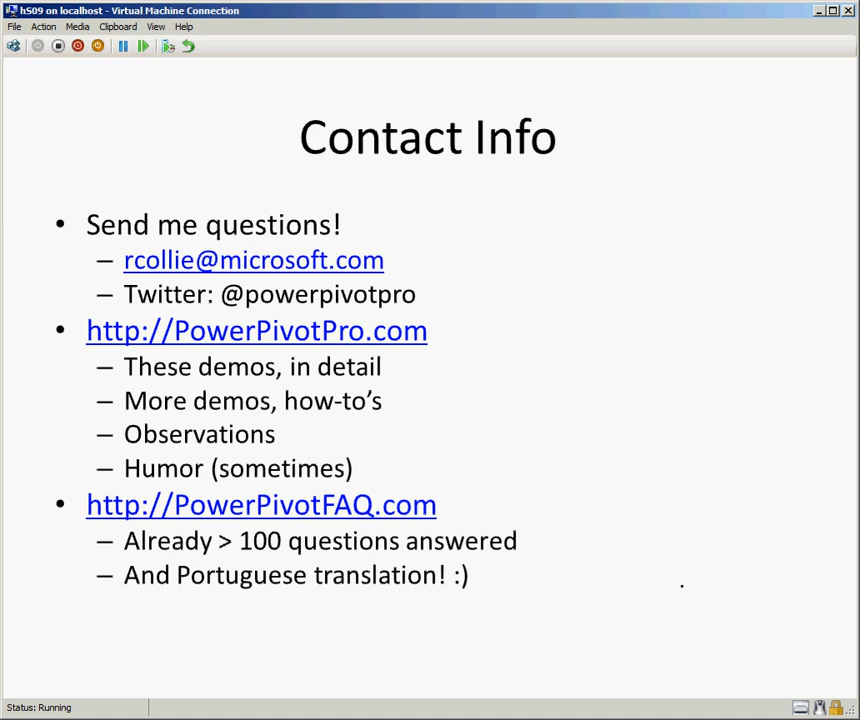 h509 on localhost - Virtual Machine Connection
File Action Media Clipboard View Help
Contact Info
• Send me questions!
– rcollie@microsoft.com
– Twitter: @powerpivotpro
• http://PowerPivotPro.com
– These demos, in detail
– More demos, how-to’s
– Observations
– Humor (sometimes)
• http://PowerPivotFAQ.com
– Already > 100 questions answered
– And Portuguese translation! :)
Status: Running